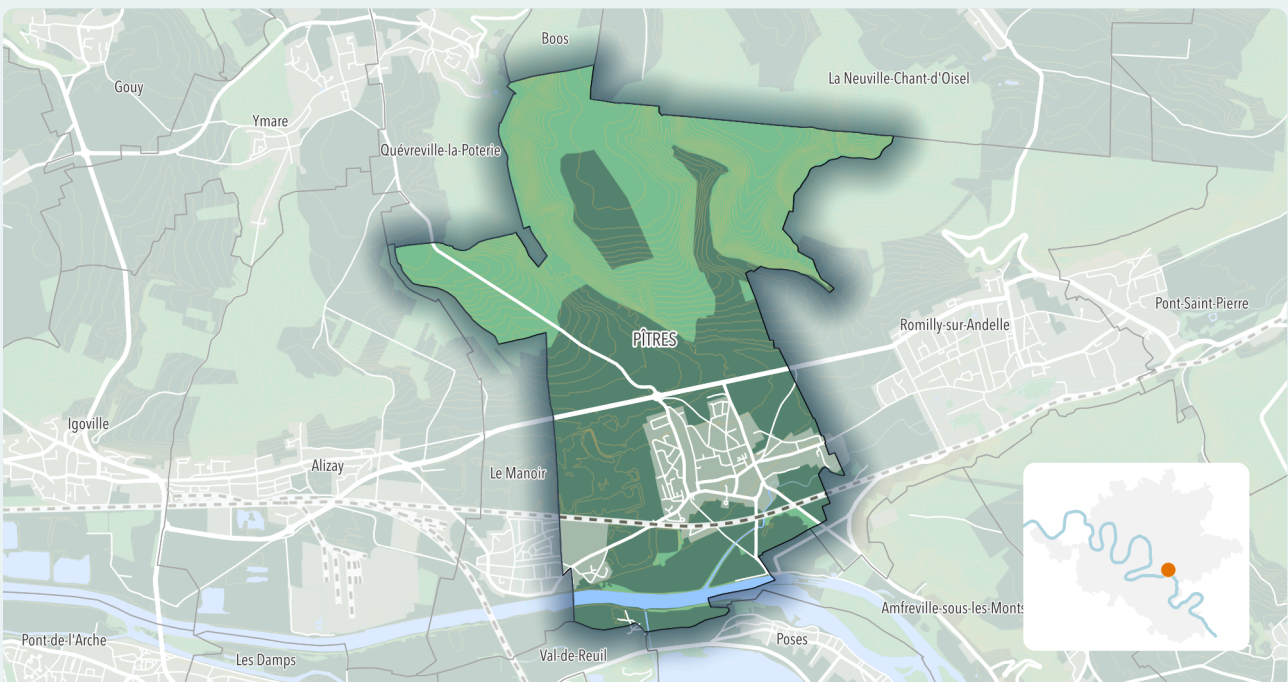 Boos
La Neuville-Chant-d'Oisel
Gouy
Ymare
Quévreville-la-Poterie
Pont-Saint-Pierre
Romilly-sur-Andelle
PÎTRES
Igoville
Alizay
Le Manoir
Amfreville-sous-les-Monts
Pont-de-l'Arche
Poses
Les Damps
Val-de-Reuil